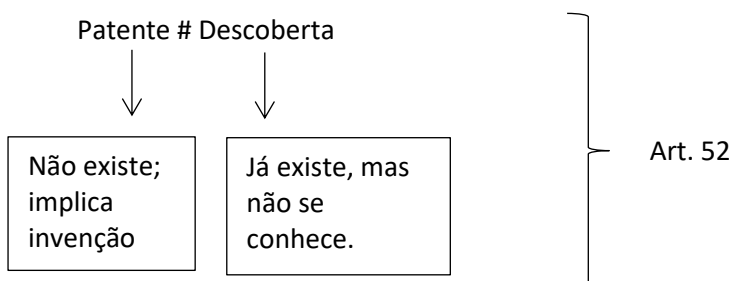 Patente # Descoberta
Não existe;
implica
invenção
Já existe, mas
não se
conhece.
Art. 52